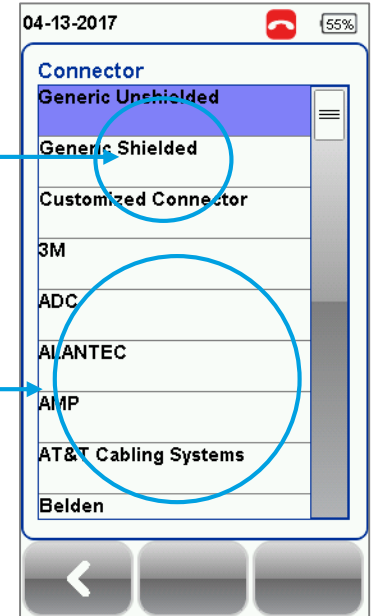 04-13-2017 55%
Connector
Generic Unshielded
Generic Shielded
Customized Connector
3M
ADC
ALANTEC
AMP
AT&T Cabling Systems
Belden